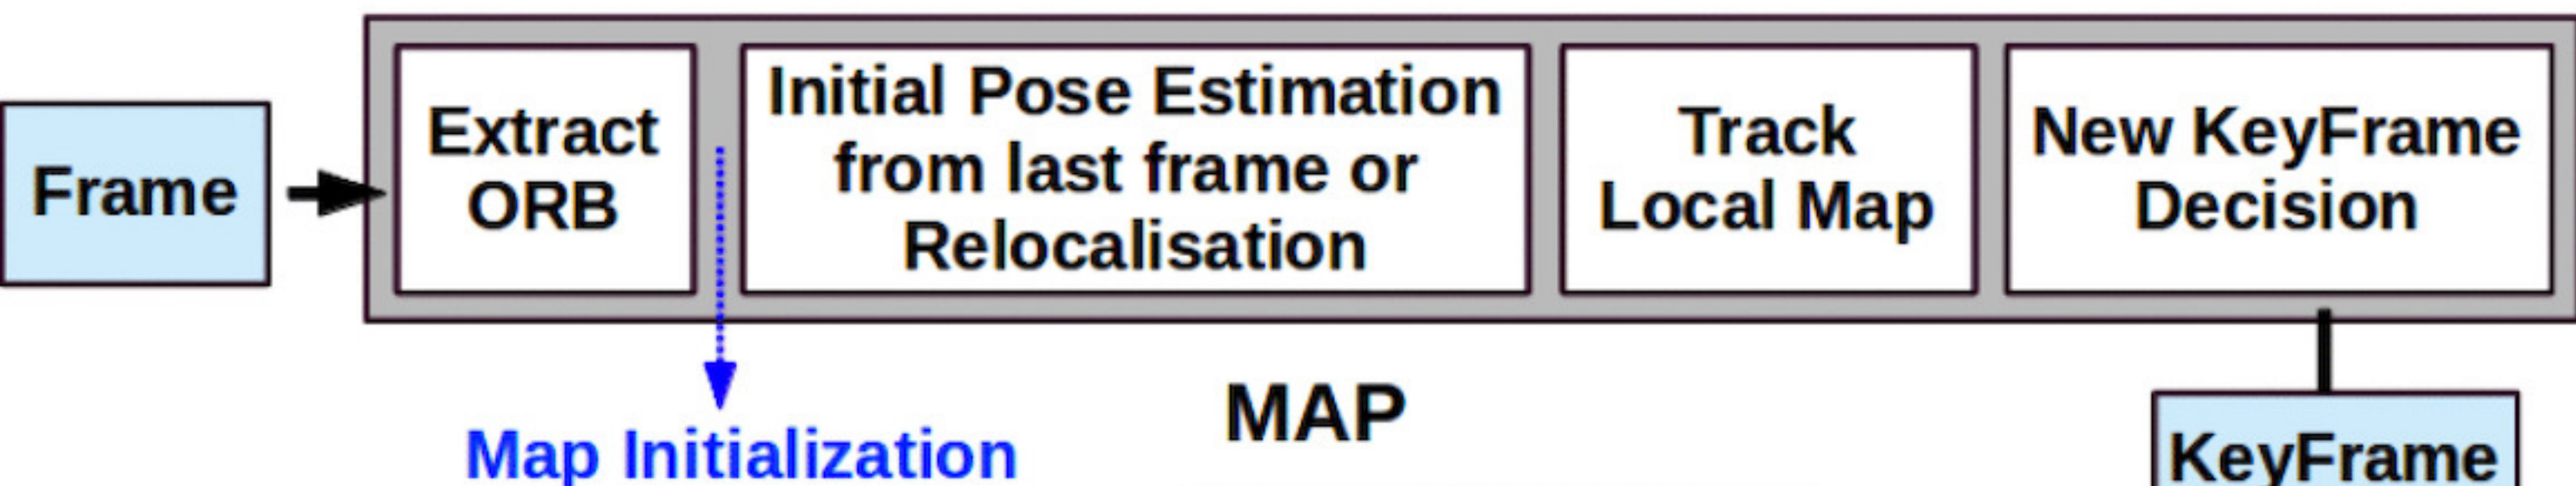 Frame
Extract
ORB
Initial Pose Estimation
from last frame or
Relocalisation
Track
Local Map
New KeyFrame
Decision
Map Initialization
MAP
KeyFrame